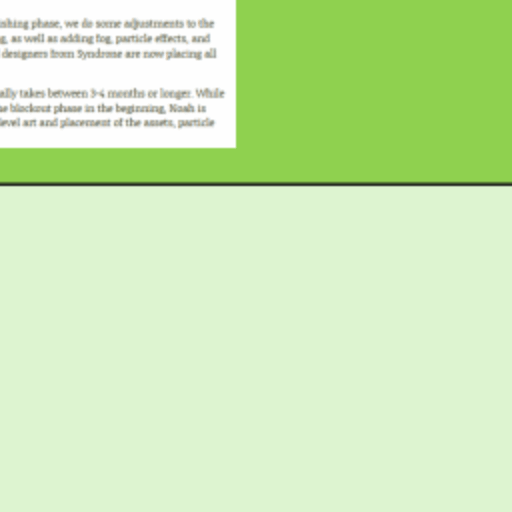 ishing phase, we do some adjustments to the
g, as well as adding fog, particle effects, and
designers from Syndrose are now placing all
ally takes between 3-4 months or longer. While
e blockout phase in the beginning, Noah is
level art and placement of the assets, particle